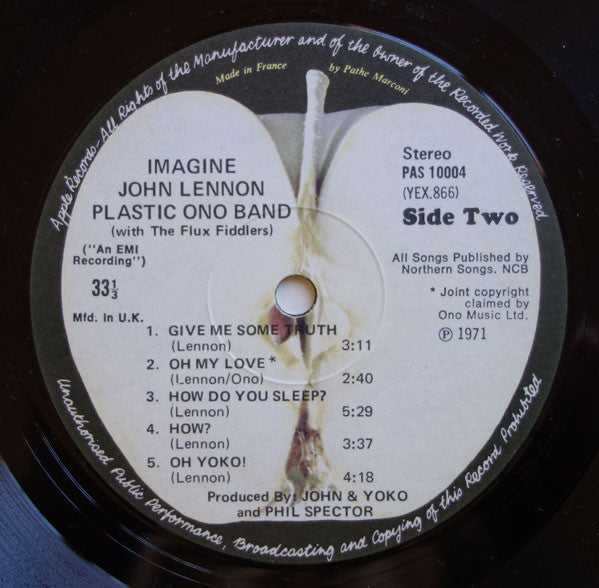 Apple Records-All Rights of the Manufacturer and of the Owner of the Recorded Work Reserved
Made in France by Pathe Marconi
IMAGINE
JOHN LENNON
PLASTIC ONO BAND
(with The Flux Fiddlers)
("An EMI
Recording")
33⅓
Mfd. In U.K.
Stereo
PAS 10004
(YEX.866)
Side Two
All Songs Published by
Northern Songs. NCB
* Joint copyright
claimed by
Ono Music Ltd.
℗ 1971
1. GIVE ME SOME TRUTH
(Lennon) 3:11
2. OH MY LOVE*
(Lennon/Ono) 2:40
3. HOW DO YOU SLEEP?
(Lennon) 5:29
4. HOW?
(Lennon) 3:37
5. OH YOKO!
(Lennon) 4:18
Produced By: JOHN & YOKO
and PHIL SPECTOR
Unauthorised Public Performance, Broadcasting and Copying of this Record Prohibited